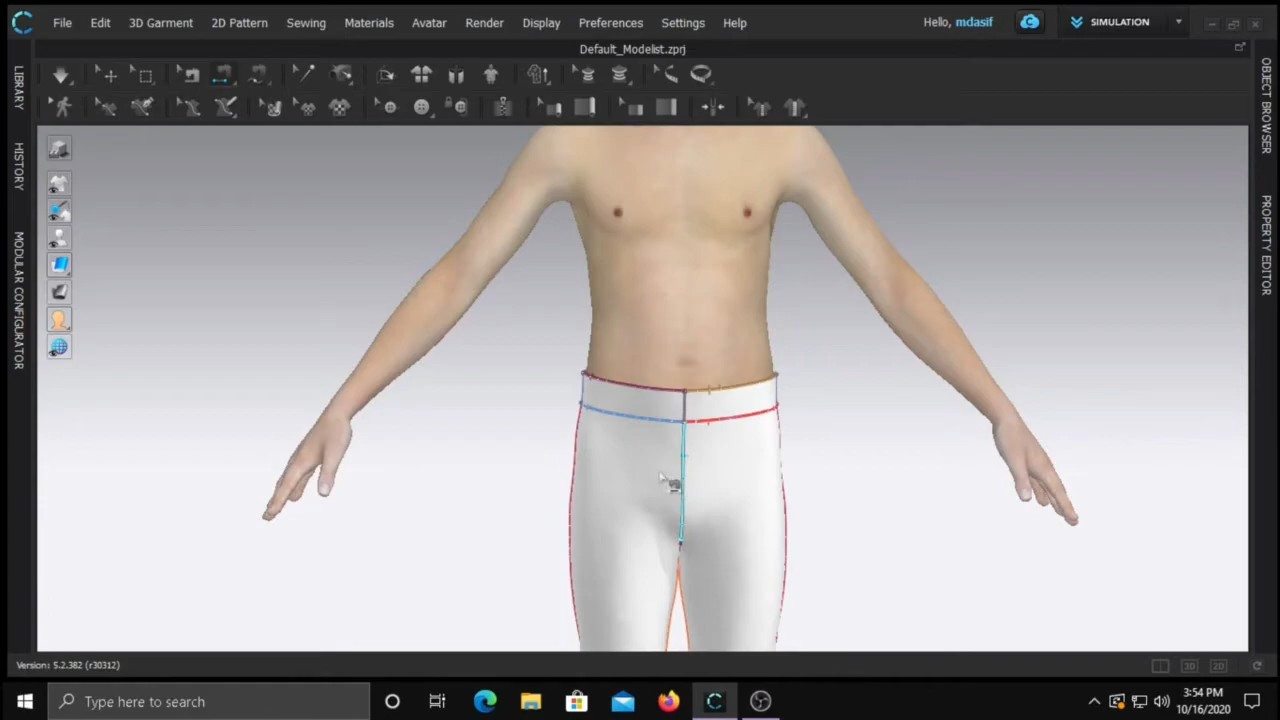 File Edit 3D Garment 2D Pattern Sewing Materials Avatar Render Display Preferences Settings Help Hello, mdasif SIMULATION
Default_Modelist.zprj
LIBRARY
HISTORY
MODULAR CONFIGURATOR
OBJECT BROWSER
PROPERTY EDITOR
Version: 5.2.382 (r30312)
3D 2D
Type here to search
3:54 PM
10/16/2020